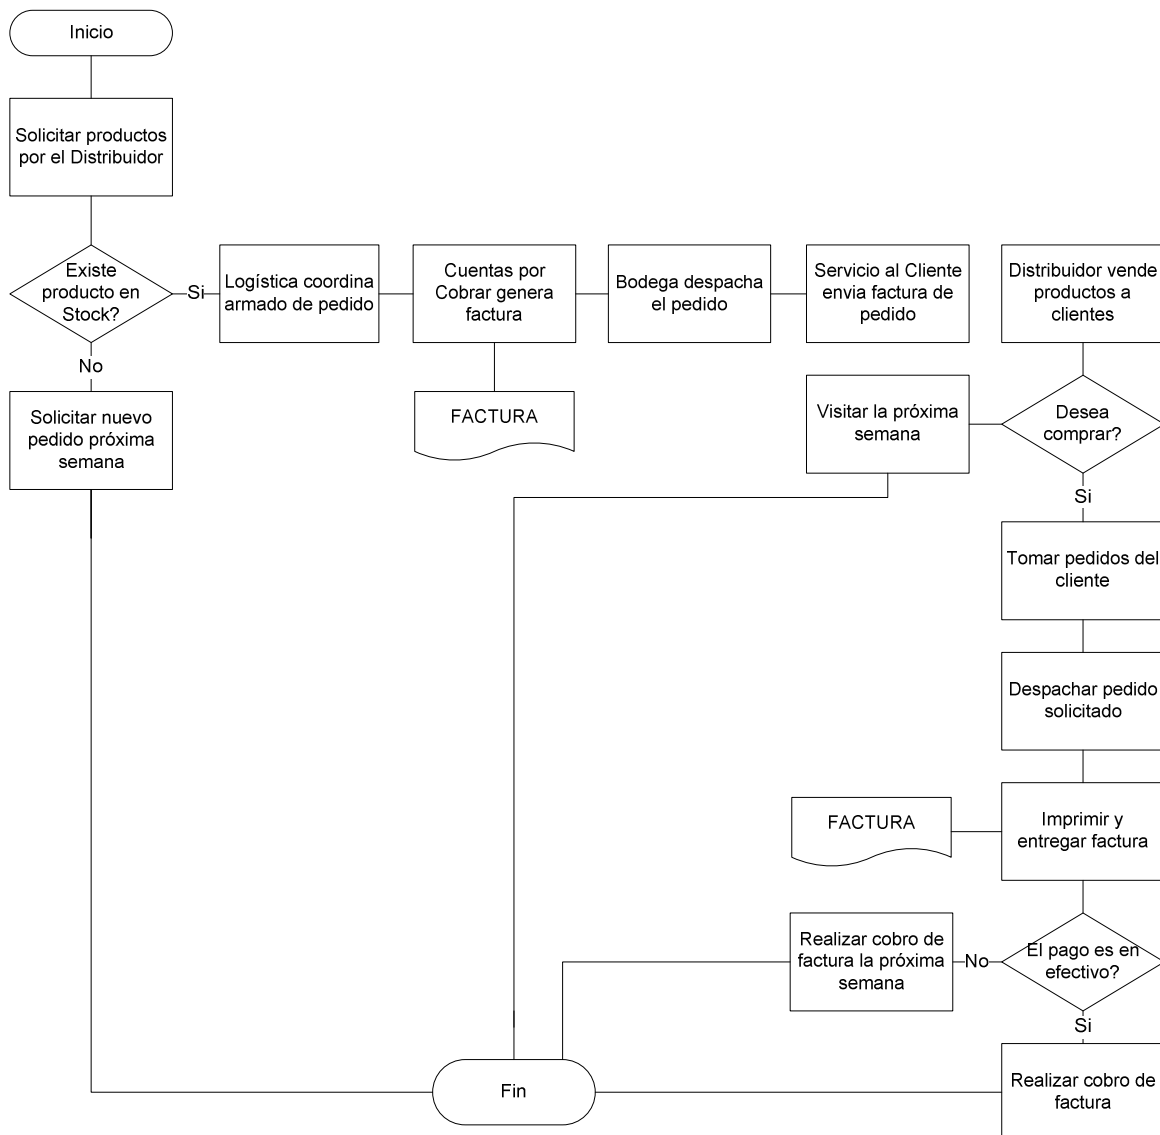 Inicio
Solicitar productos
por el Distribuidor
Existe
producto en
Stock?
Si
Logística coordina
armado de pedido
Cuentas por
Cobrar genera
factura
Bodega despacha
el pedido
Servicio al Cliente
envia factura de
pedido
Distribuidor vende
productos a
clientes
No
Solicitar nuevo
pedido próxima
semana
FACTURA
Visitar la próxima
semana
Desea
comprar?
Si
Tomar pedidos del
cliente
Despachar pedido
solicitado
FACTURA
Imprimir y
entregar factura
Realizar cobro de
factura la próxima
semana
No
El pago es en
efectivo?
Si
Fin
Realizar cobro de
factura